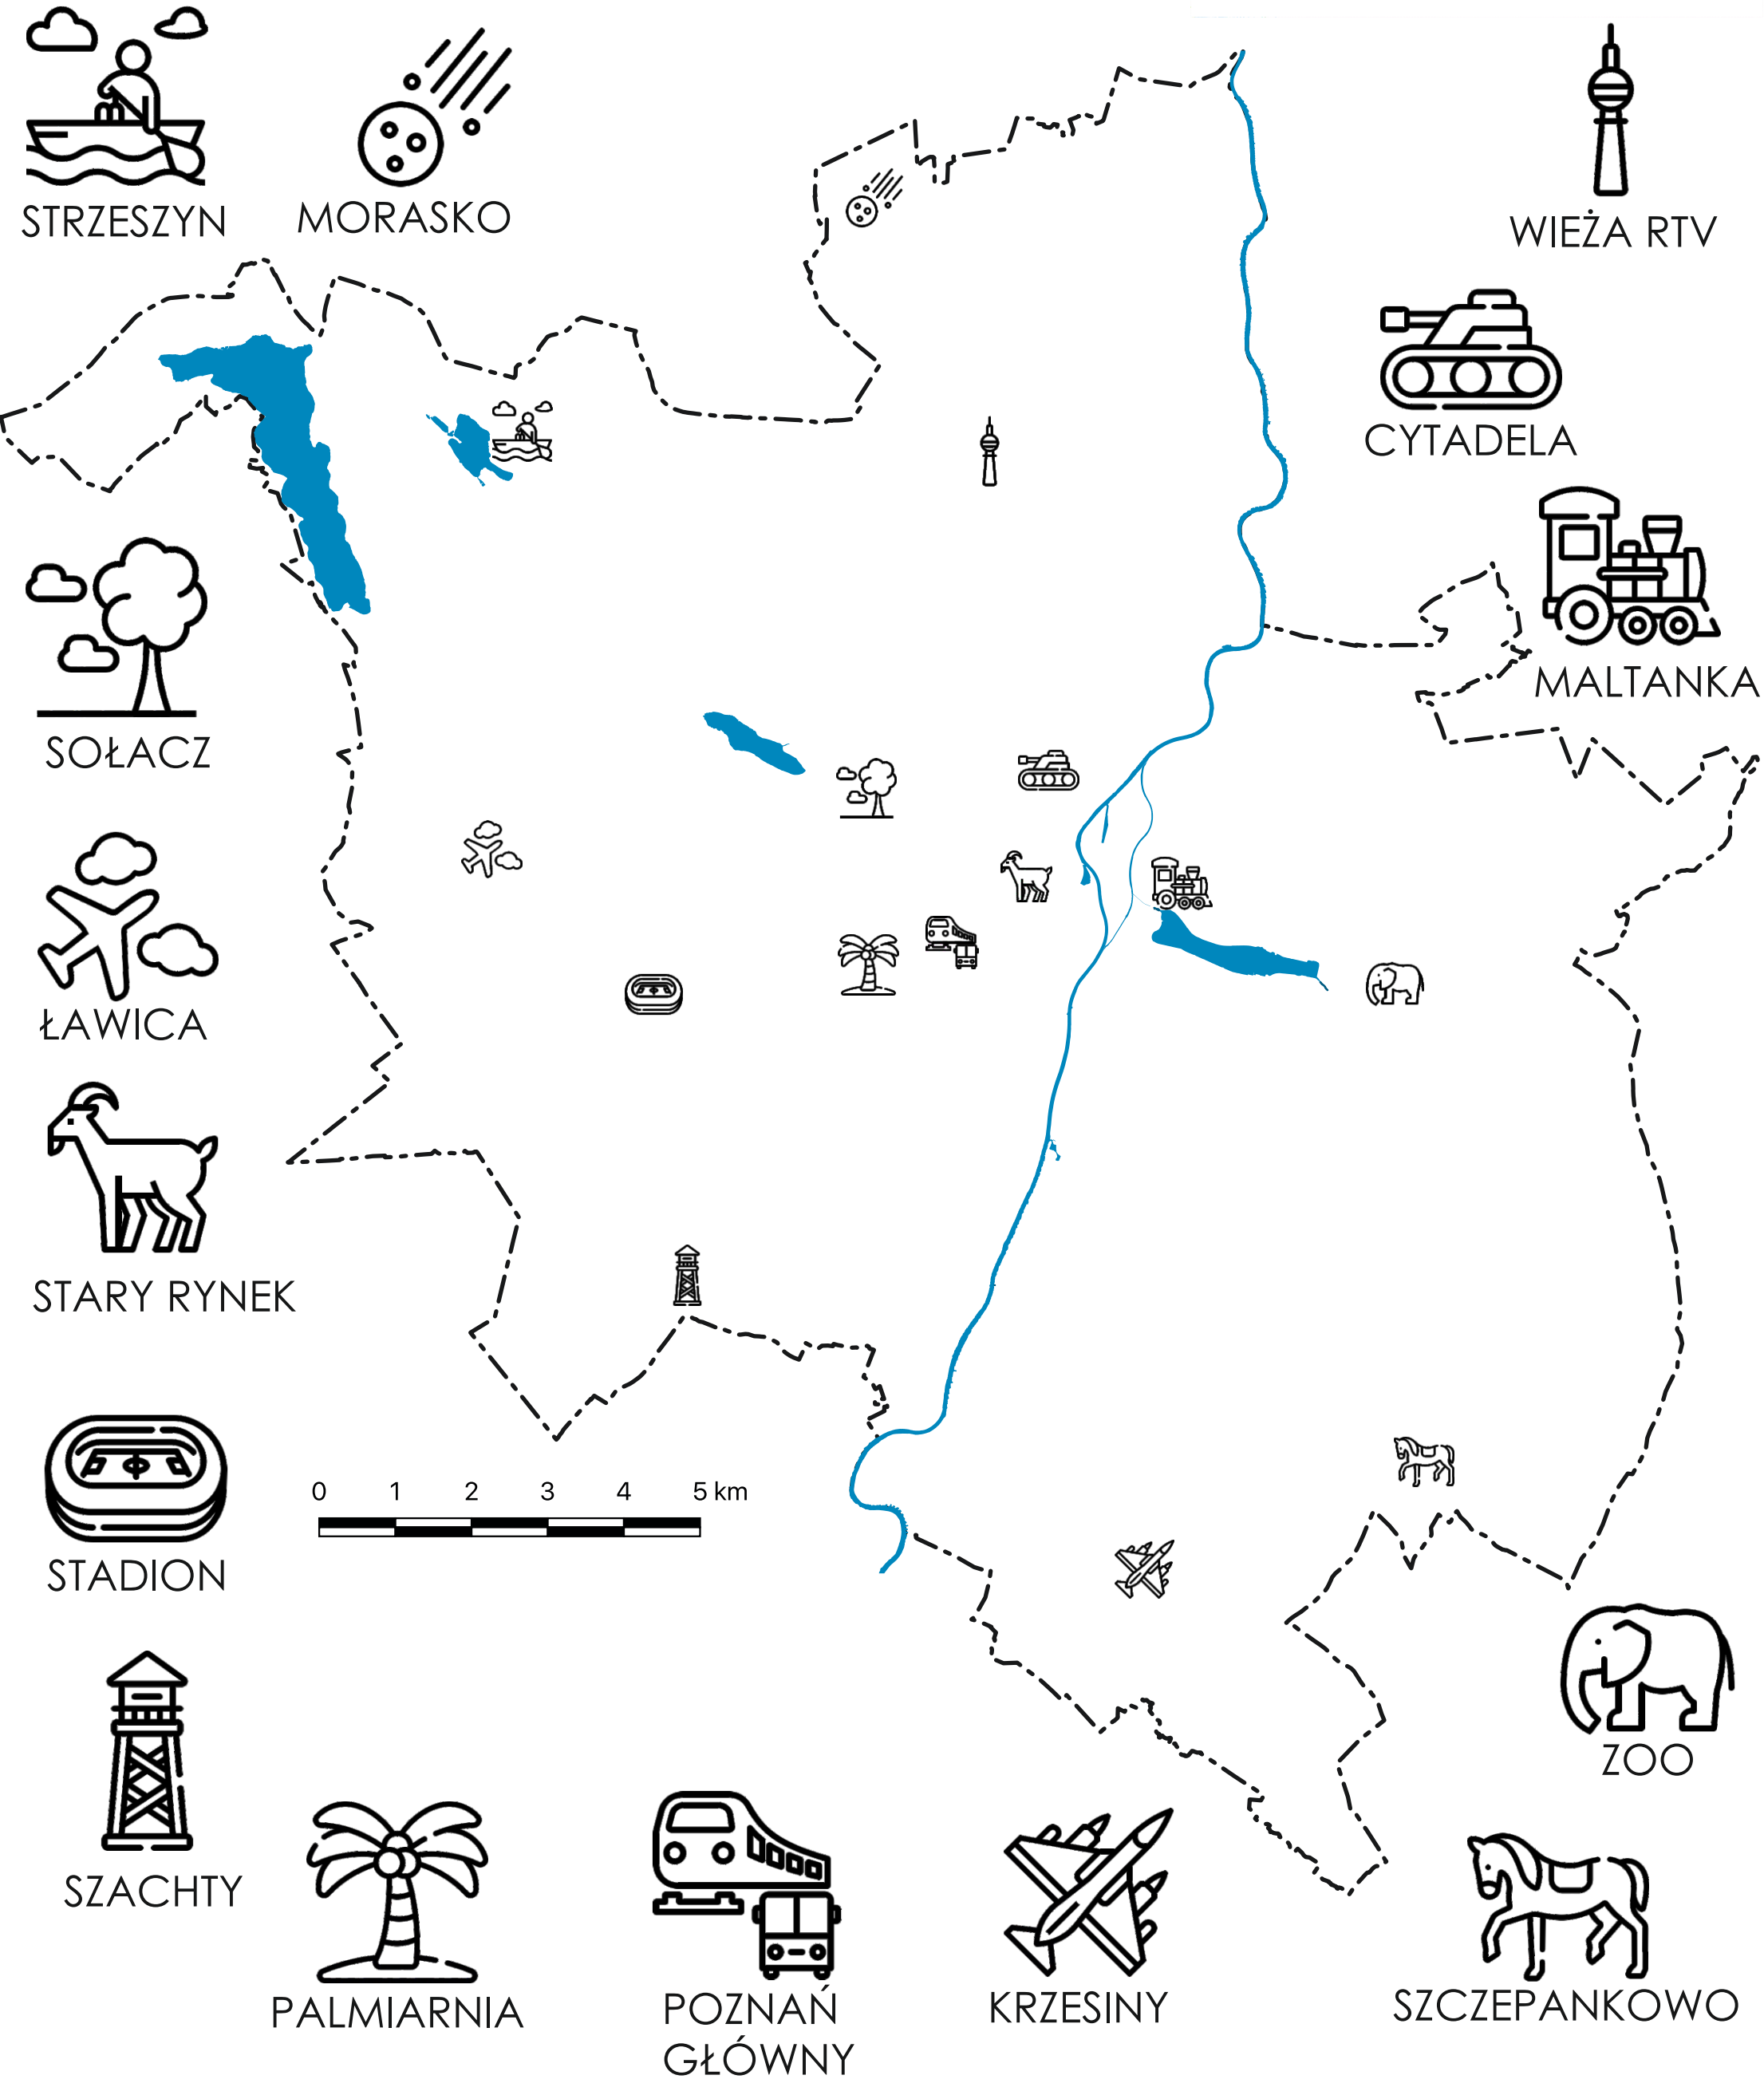 STRZESZYN
MORASKO
WIEŻA RTV
CYTADELA
MALTANKA
SOŁACZ
ŁAWICA
STARY RYNEK
0 1 2 3 4 5 km
STADION
ZOO
SZACHTY
PALMIARNIA
POZNAŃ
GŁÓWNY
KRZESINY
SZCZEPANKOWO